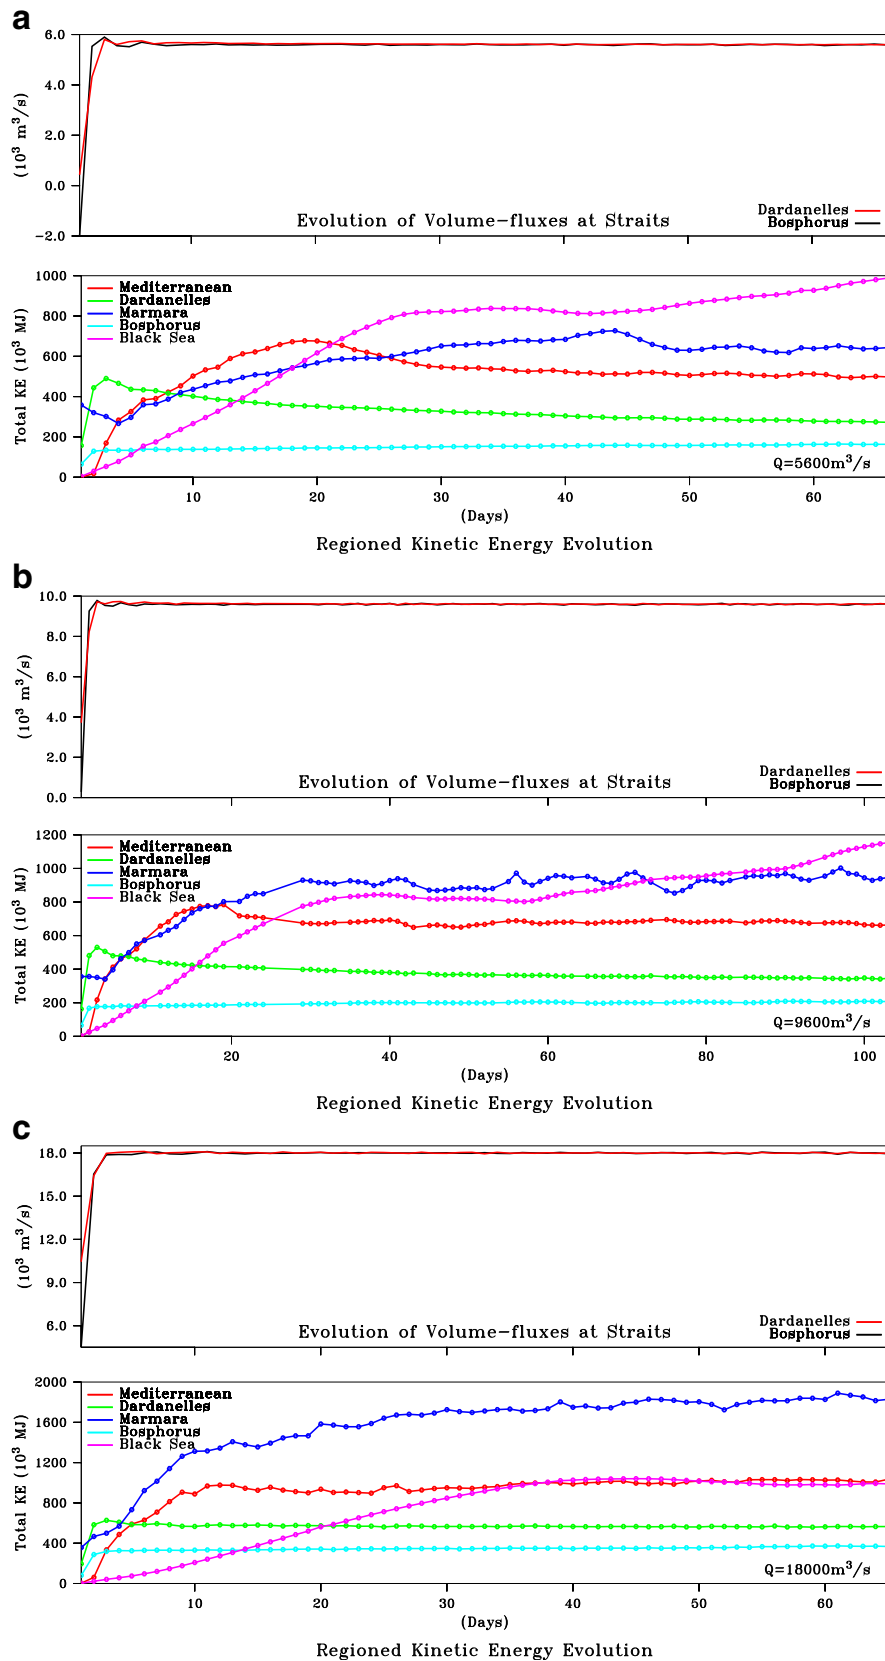 a
6.0
4.0
2.0
0.0
-2.0
(10³ m³/s)
Evolution of Volume-fluxes at Straits
Dardanelles
Bosphorus
1000
800
600
400
200
0
Total KE (10³ MJ)
Mediterranean
Dardanelles
Marmara
Bosphorus
Black Sea
Q=5600m³/s
10 20 30 40 50 60
(Days)
Regioned Kinetic Energy Evolution
b
10.0
8.0
6.0
4.0
2.0
0.0
(10³ m³/s)
Evolution of Volume-fluxes at Straits
Dardanelles
Bosphorus
1200
1000
800
600
400
200
0
Total KE (10³ MJ)
Mediterranean
Dardanelles
Marmara
Bosphorus
Black Sea
Q=9600m³/s
20 40 60 80 100
(Days)
Regioned Kinetic Energy Evolution
c
18.0
15.0
12.0
9.0
6.0
(10³ m³/s)
Evolution of Volume-fluxes at Straits
Dardanelles
Bosphorus
2000
1600
1200
800
400
0
Total KE (10³ MJ)
Mediterranean
Dardanelles
Marmara
Bosphorus
Black Sea
Q=18000m³/s
10 20 30 40 50 60
(Days)
Regioned Kinetic Energy Evolution